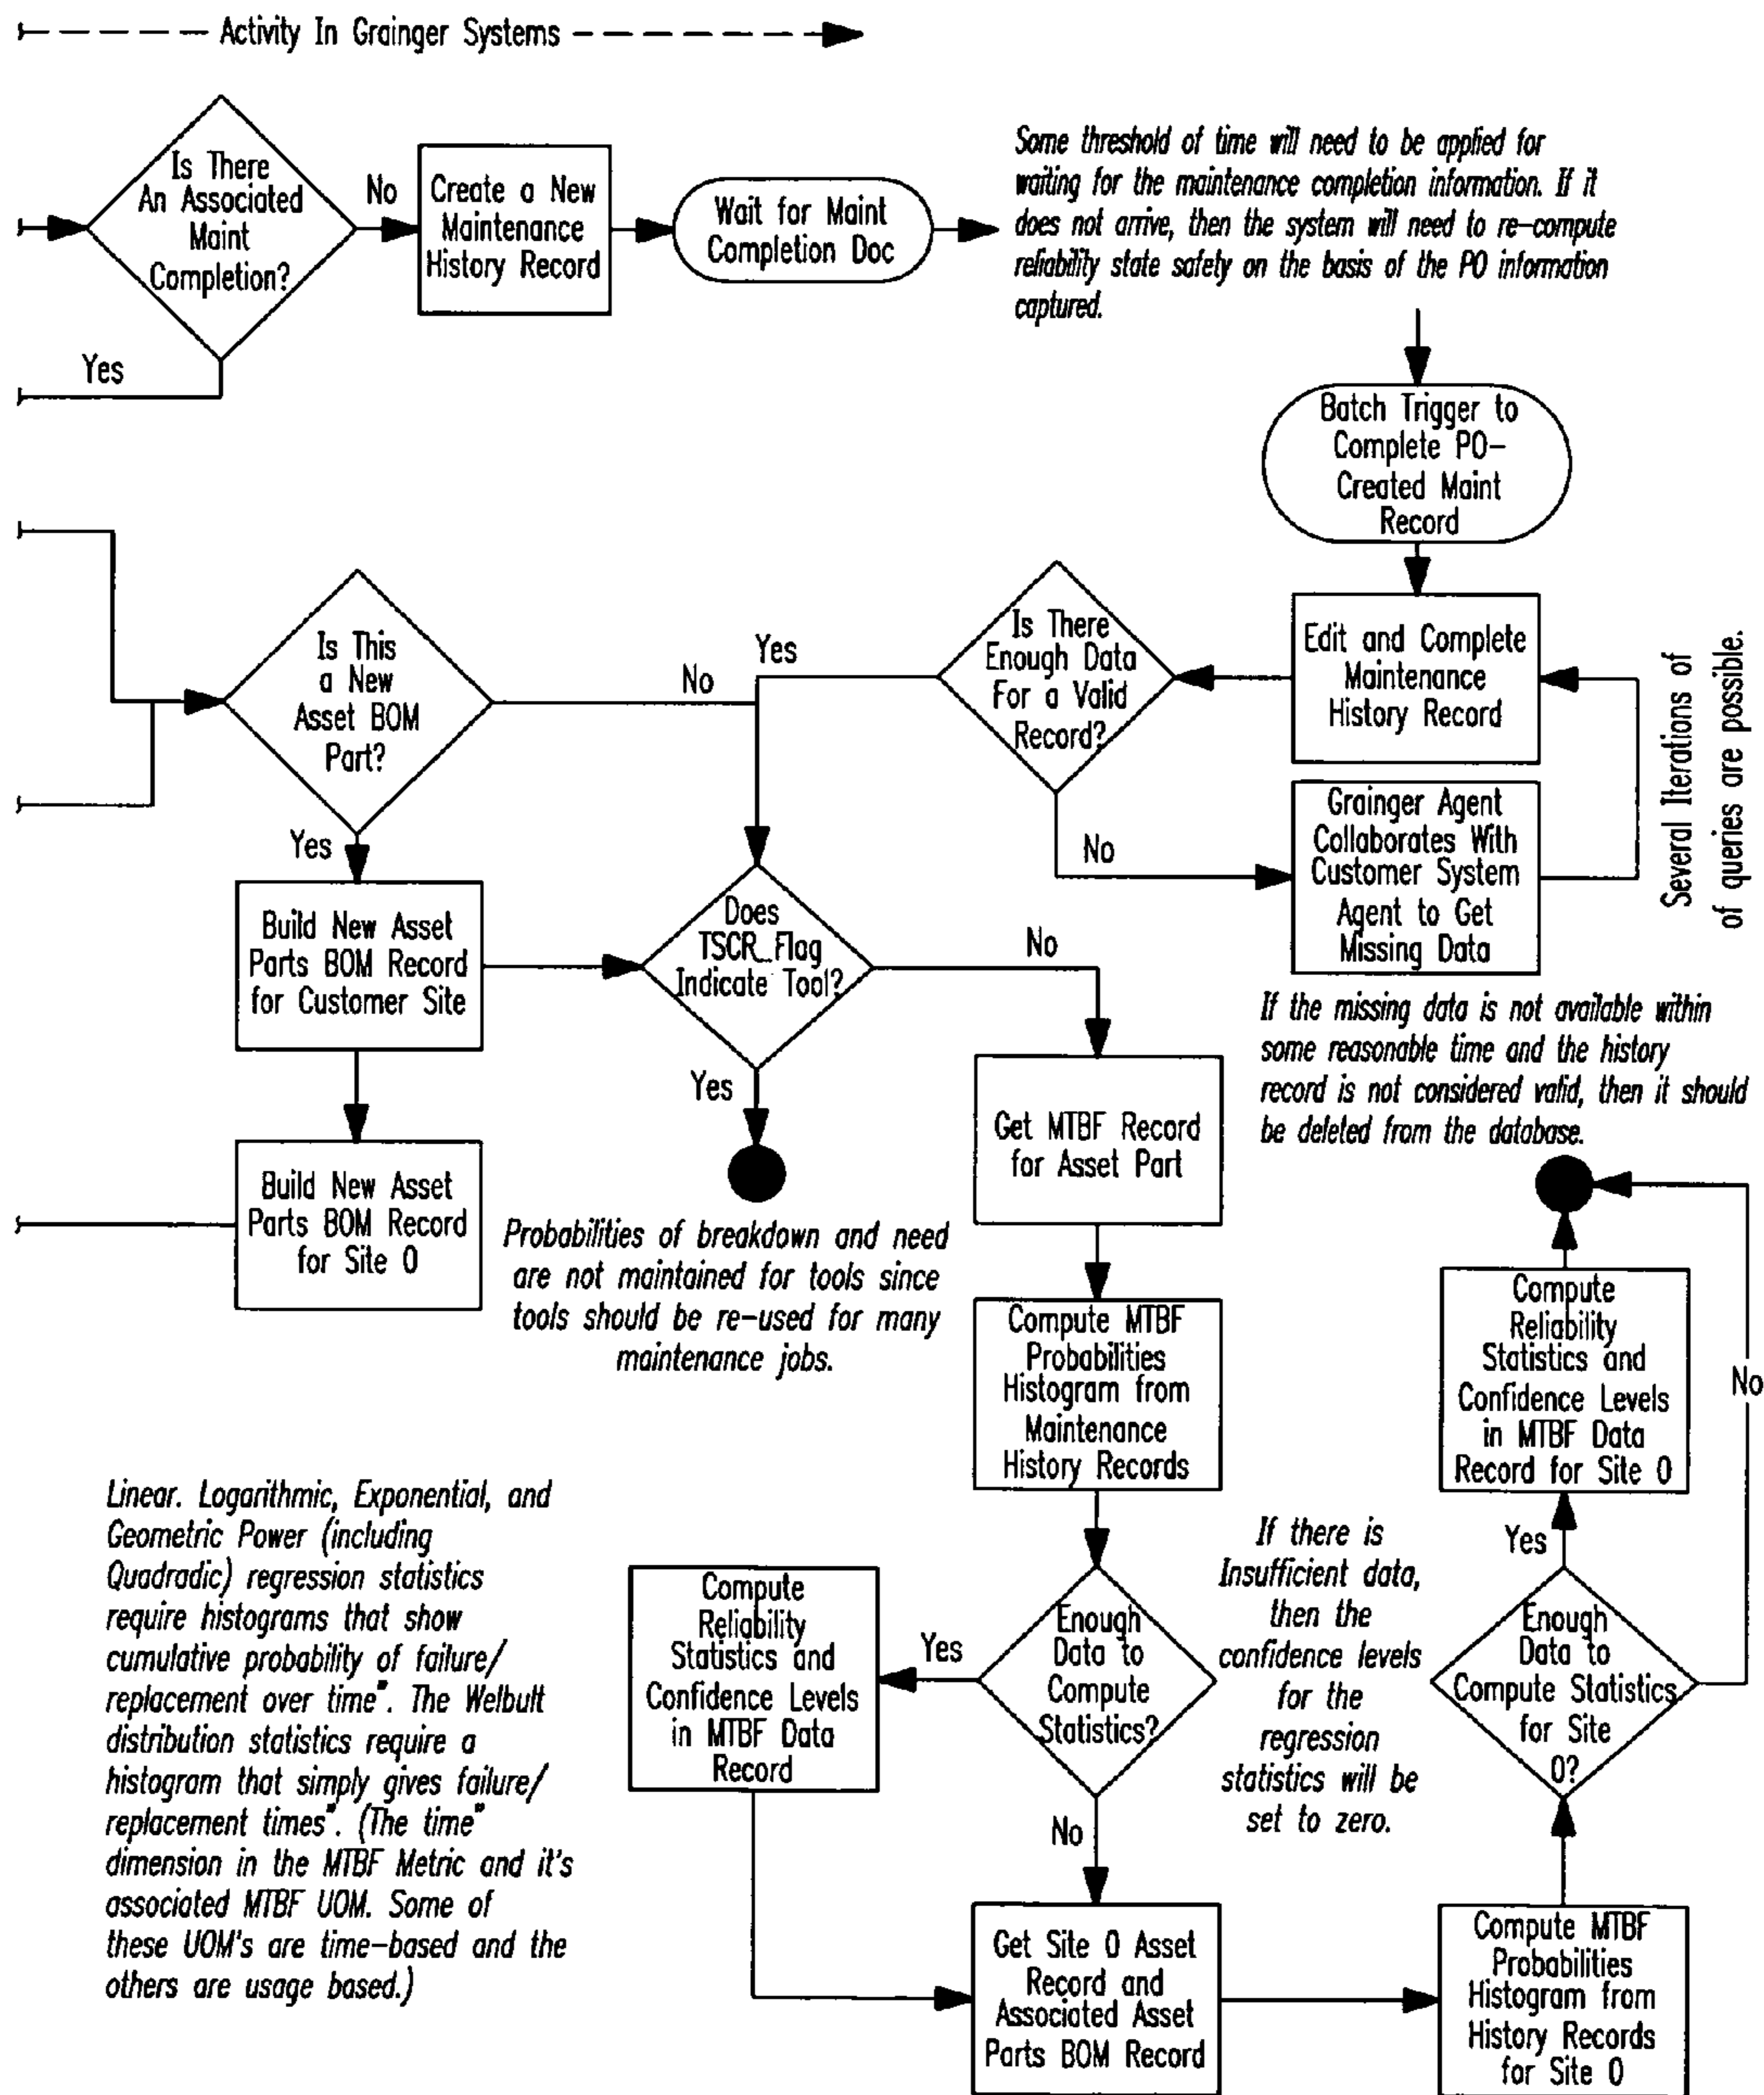 Activity In Grainger Systems
Is There
An Associated
Maint
Completion?
No
Create a New
Maintenance
History Record
Wait for Maint
Completion Doc
Some threshold of time will need to be applied for
waiting for the maintenance completion information. If it
does not arrive, then the system will need to re-compute
reliability state safely on the basis of the PO information
captured.
Yes
Batch Trigger to
Complete PO-
Created Maint
Record
Is This
a New
Asset BOM
Part?
No
Yes
Is There
Enough Data
For a Valid
Record?
Edit and Complete
Maintenance
History Record
Several Iterations of
of queries are possible.
No
Grainger Agent
Collaborates With
Customer System
Agent to Get
Missing Data
Yes
Build New Asset
Parts BOM Record
for Customer Site
Does
TSCR_Flag
Indicate Tool?
No
If the missing data is not available within
some reasonable time and the history
record is not considered valid, then it should
be deleted from the database.
Yes
Get MTBF Record
for Asset Part
Build New Asset
Parts BOM Record
for Site 0
Probabilities of breakdown and need
are not maintained for tools since
tools should be re-used for many
maintenance jobs.
Compute MTBF
Probabilities
Histogram from
Maintenance
History Records
Compute
Reliability
Statistics and
Confidence Levels
in MTBF Data
Record for Site 0
No
Linear. Logarithmic, Exponential, and
Geometric Power (including
Quadradic) regression statistics
require histograms that show
cumulative probability of failure/
replacement over time". The Welbult
distribution statistics require a
histogram that simply gives failure/
replacement times". (The time"
dimension in the MTBF Metric and it's
associated MTBF UOM. Some of
these UOM's are time-based and the
others are usage based.)
Compute
Reliability
Statistics and
Confidence Levels
in MTBF Data
Record
Yes
Enough
Data to
Compute
Statistics?
If there is
Insufficient data,
then the
confidence levels
for the
regression
statistics will be
set to zero.
Yes
Enough
Data to
Compute Statistics
for Site
0?
No
Get Site 0 Asset
Record and
Associated Asset
Parts BOM Record
Compute MTBF
Probabilities
Histogram from
History Records
for Site 0